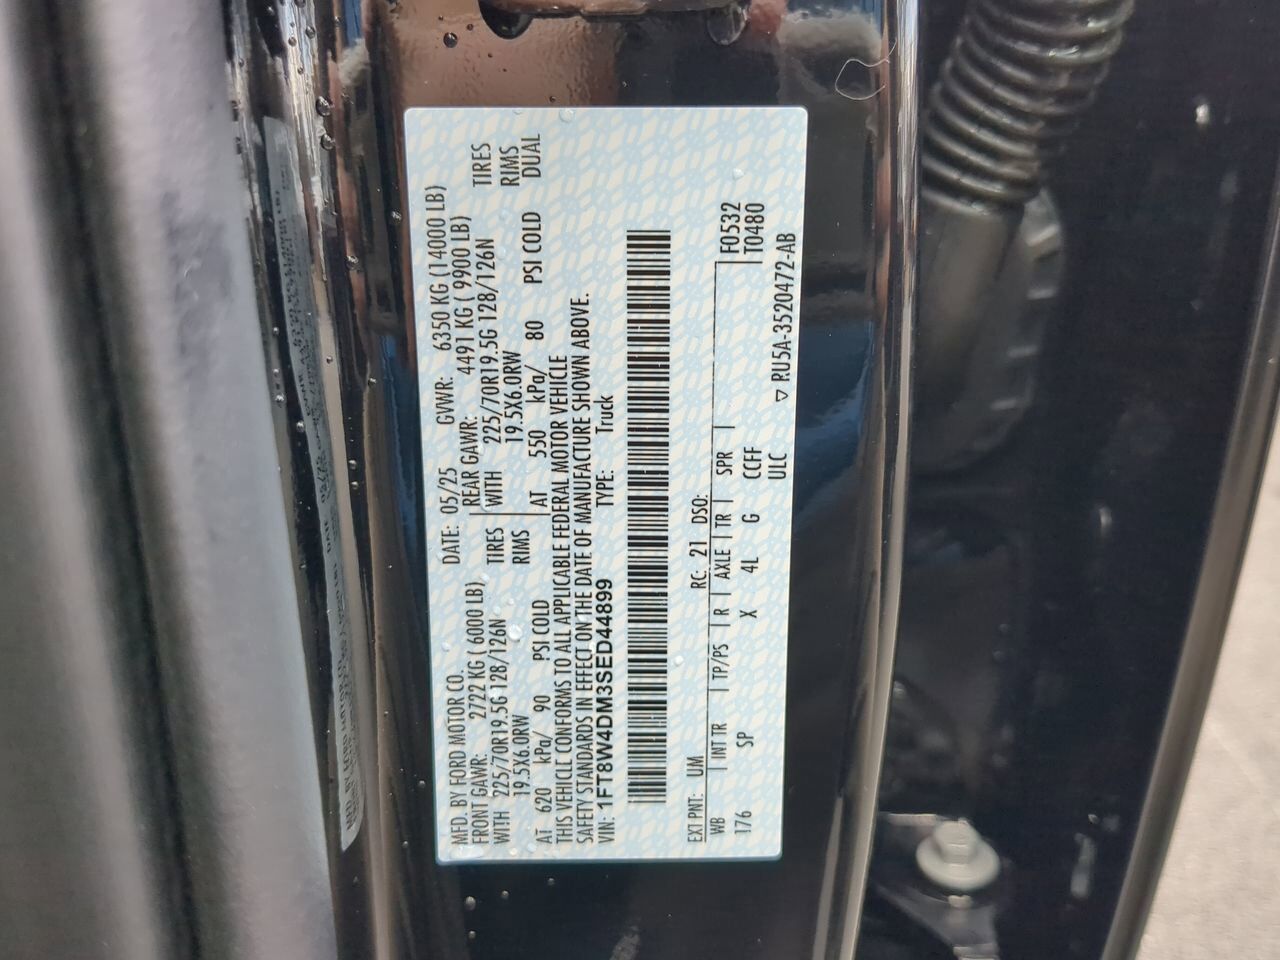 MFD. BY FORD MOTOR CO.
DATE: 05/25 GVWR: 6350 KG (14000 LB)
FRONT GAWR: 2722 KG ( 6000 LB)
REAR GAWR: 4491 KG ( 9900 LB)
WITH 225/70R19.5G 128/126N TIRES
WITH 225/70R19.5G 128/126N TIRES
19.5X6.0RW RIMS
19.5X6.0RW RIMS
AT 620 kPa/ 90 PSI COLD
AT 550 kPa/ 80 PSI COLD DUAL
THIS VEHICLE CONFORMS TO ALL APPLICABLE FEDERAL MOTOR VEHICLE
SAFETY STANDARDS IN EFFECT ON THE DATE OF MANUFACTURE SHOWN ABOVE.
VIN: 1FT8W4DM3SED44899 TYPE: Truck
EXT PNT: UM RC: 21 DSO:
WB INT TR TP/PS R AXLE TR SPR F0532
176 SP X 4L G CCFF T0480
ULC ▽ RU5A-3520472-AB